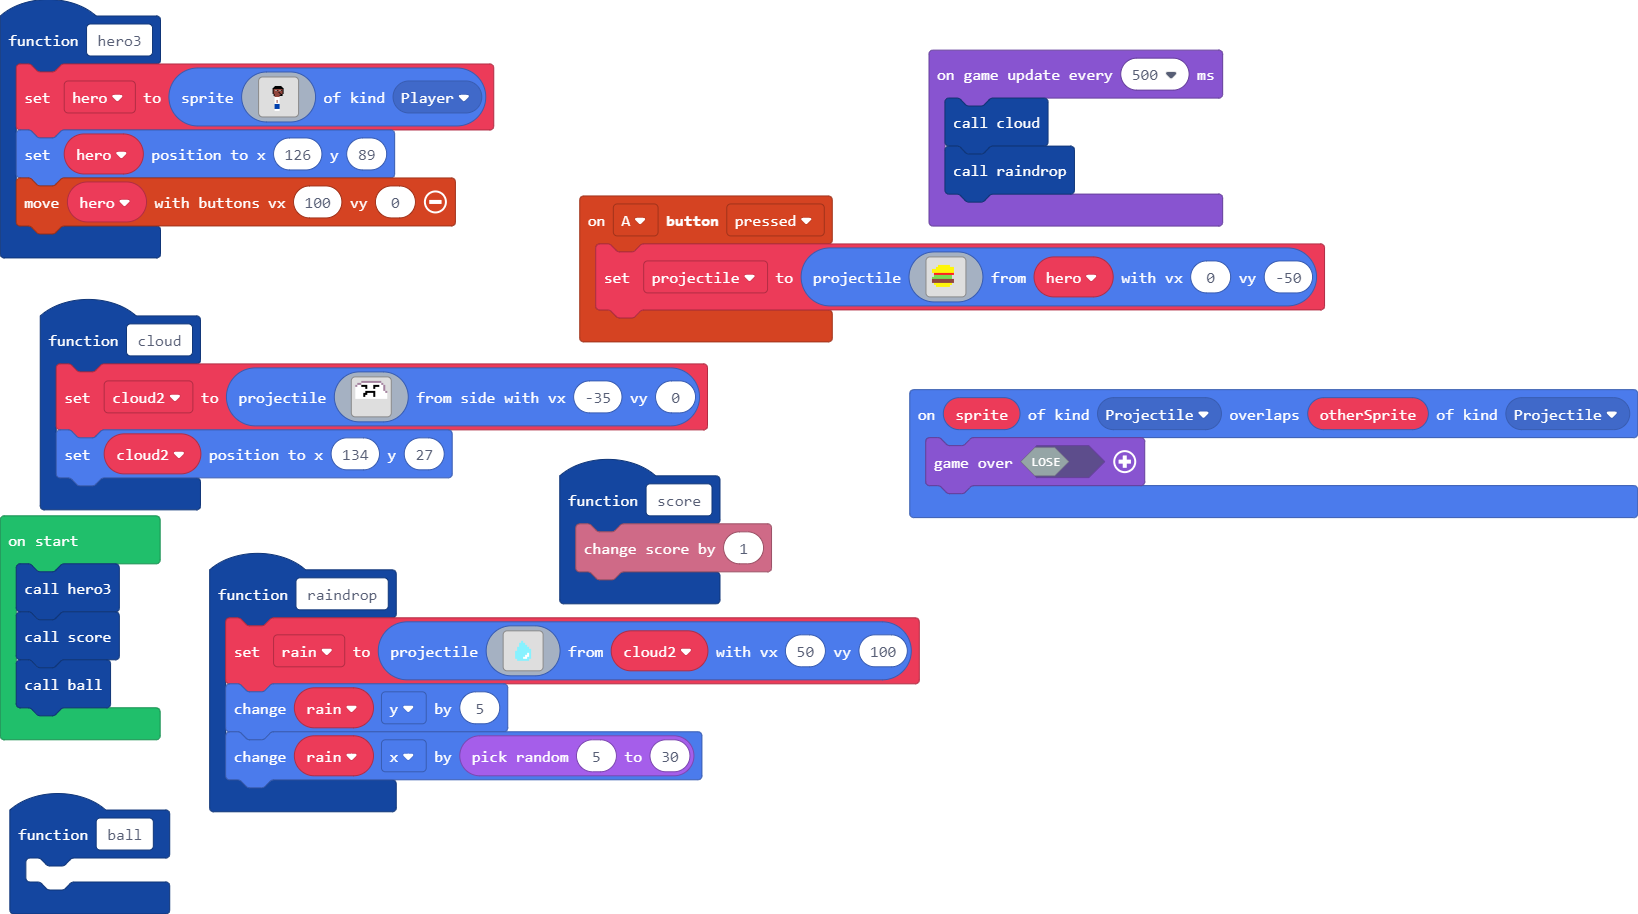 function hero3
set hero to sprite of kind Player
set hero position to x 126 y 89
move hero with buttons vx 100 vy 0
on game update every 500 ms
call cloud
call raindrop
on A button pressed
set projectile to projectile from hero with vx 0 vy -50
function cloud
set cloud2 to projectile from side with vx -35 vy 0
set cloud2 position to x 134 y 27
on sprite of kind Projectile overlaps otherSprite of kind Projectile
game over LOSE
function score
change score by 1
on start
call hero3
call score
call ball
function raindrop
set rain to projectile from cloud2 with vx 50 vy 100
change rain y by 5
change rain x by pick random 5 to 30
function ball